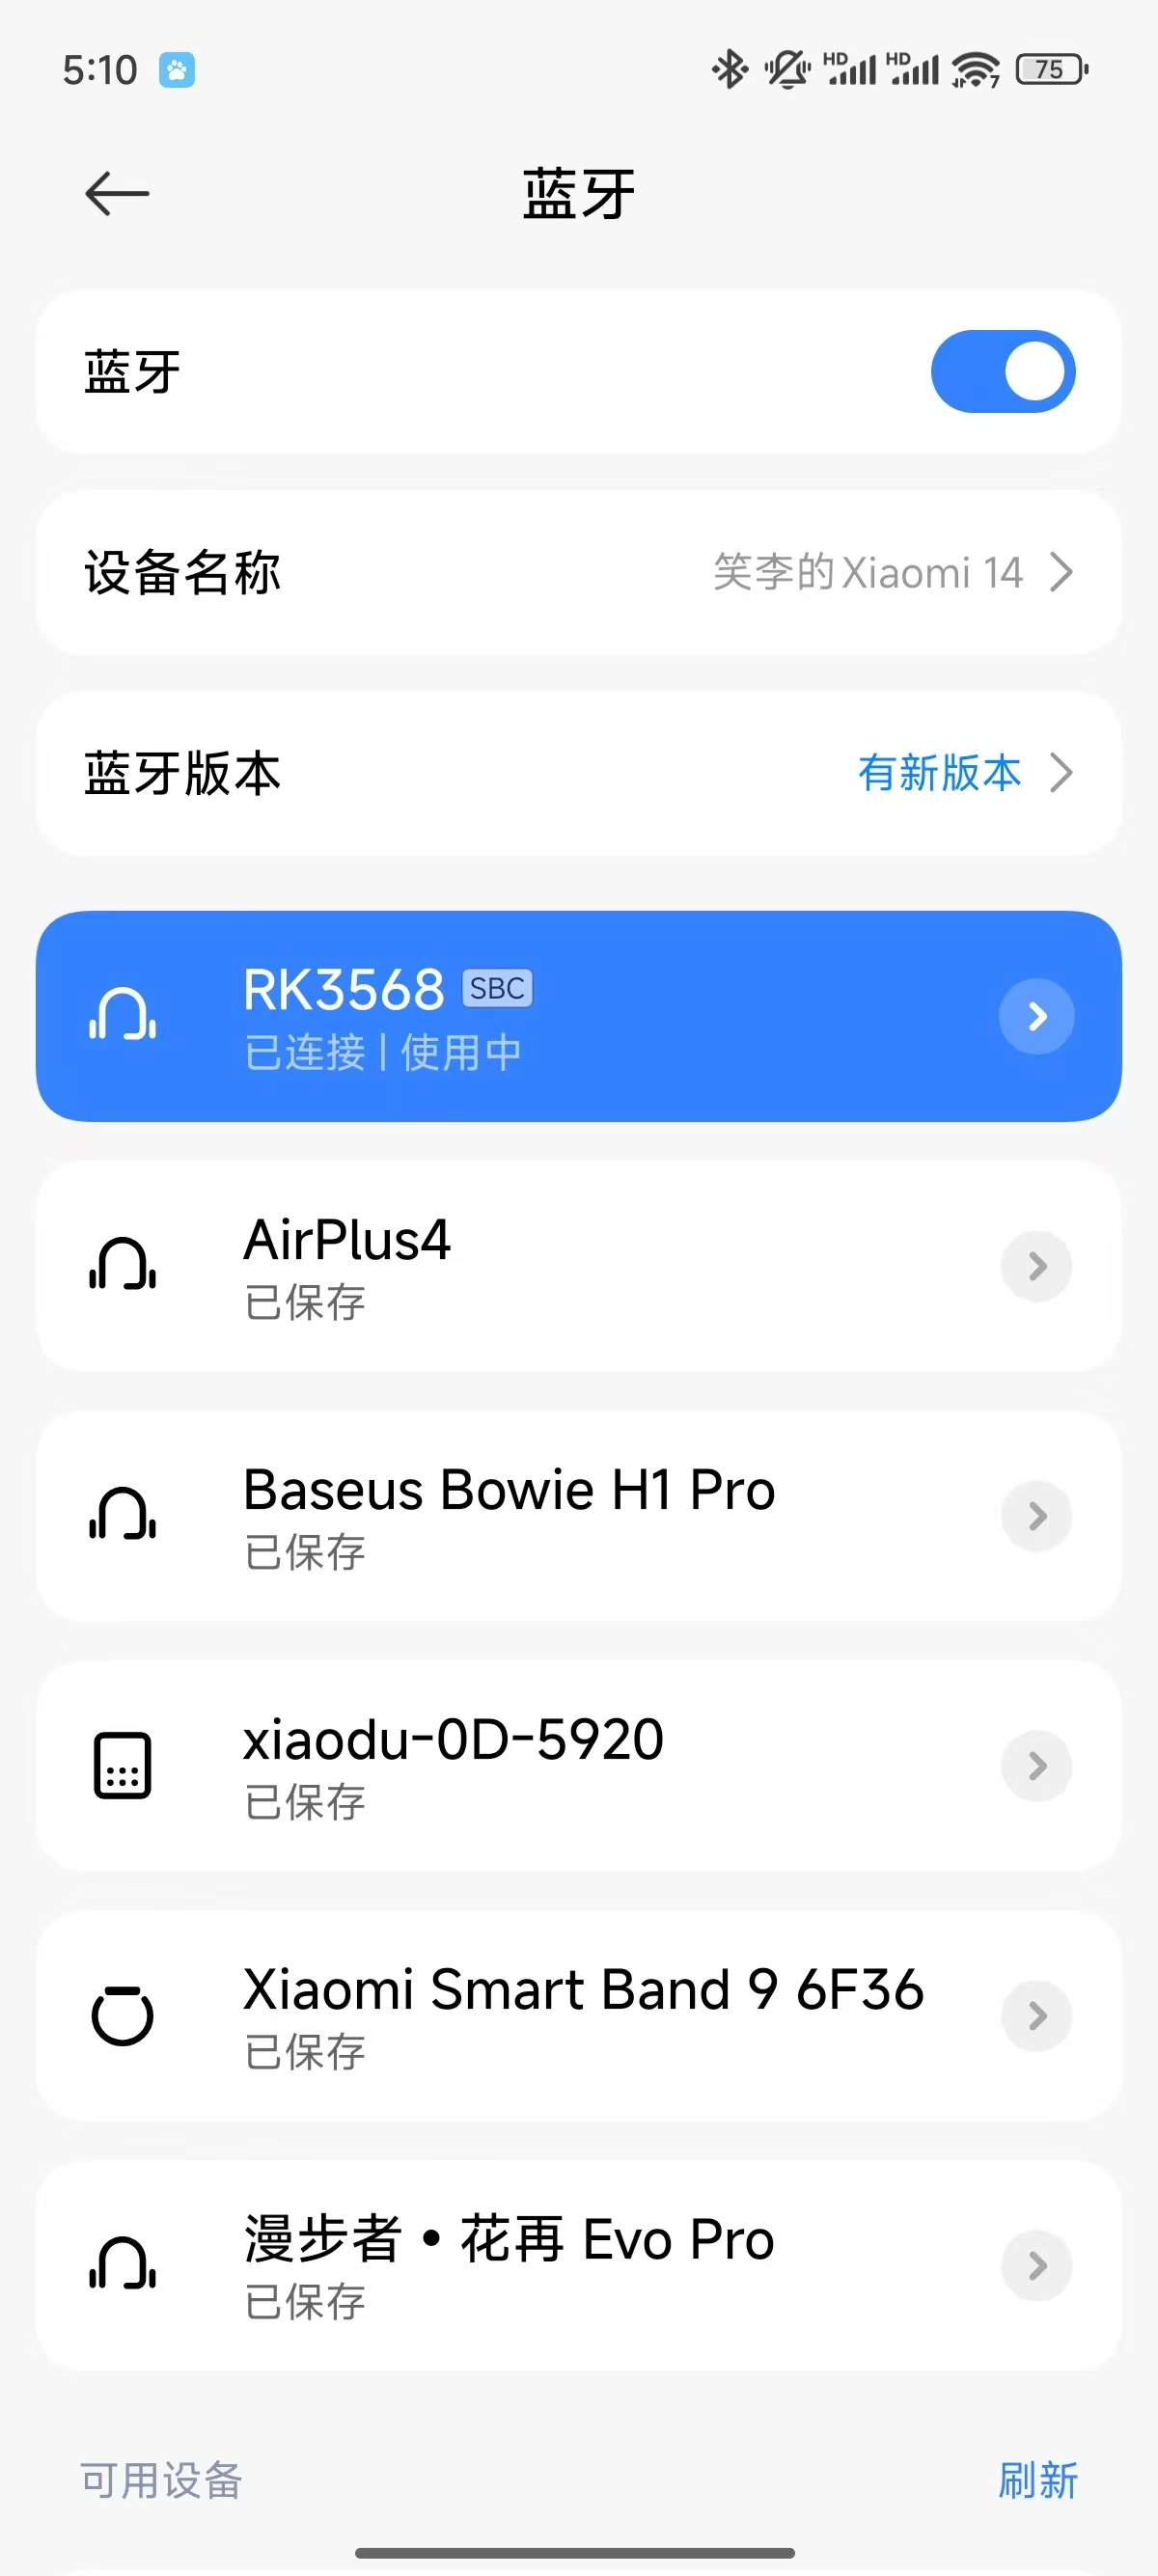 5:10
HD HD 7 75
蓝牙
蓝牙
设备名称 笑李的Xiaomi 14
蓝牙版本 有新版本
RK3568 SBC
已连接 | 使用中
AirPlus4
已保存
Baseus Bowie H1 Pro
已保存
xiaodu-0D-5920
已保存
Xiaomi Smart Band 9 6F36
已保存
漫步者 • 花再 Evo Pro
已保存
可用设备 刷新